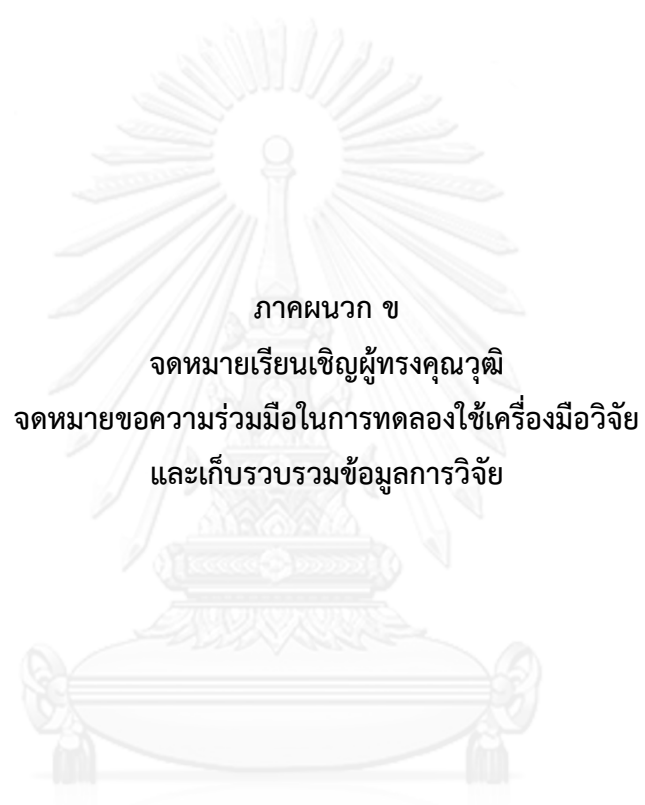 ภาคผนวก ข
จดหมายเรียนเชิญผู้ทรงคุณวุฒิ
จดหมายขอความร่วมมือในการทดลองใช้เครื่องมือวิจัย
และเก็บรวบรวมข้อมูลการวิจัย